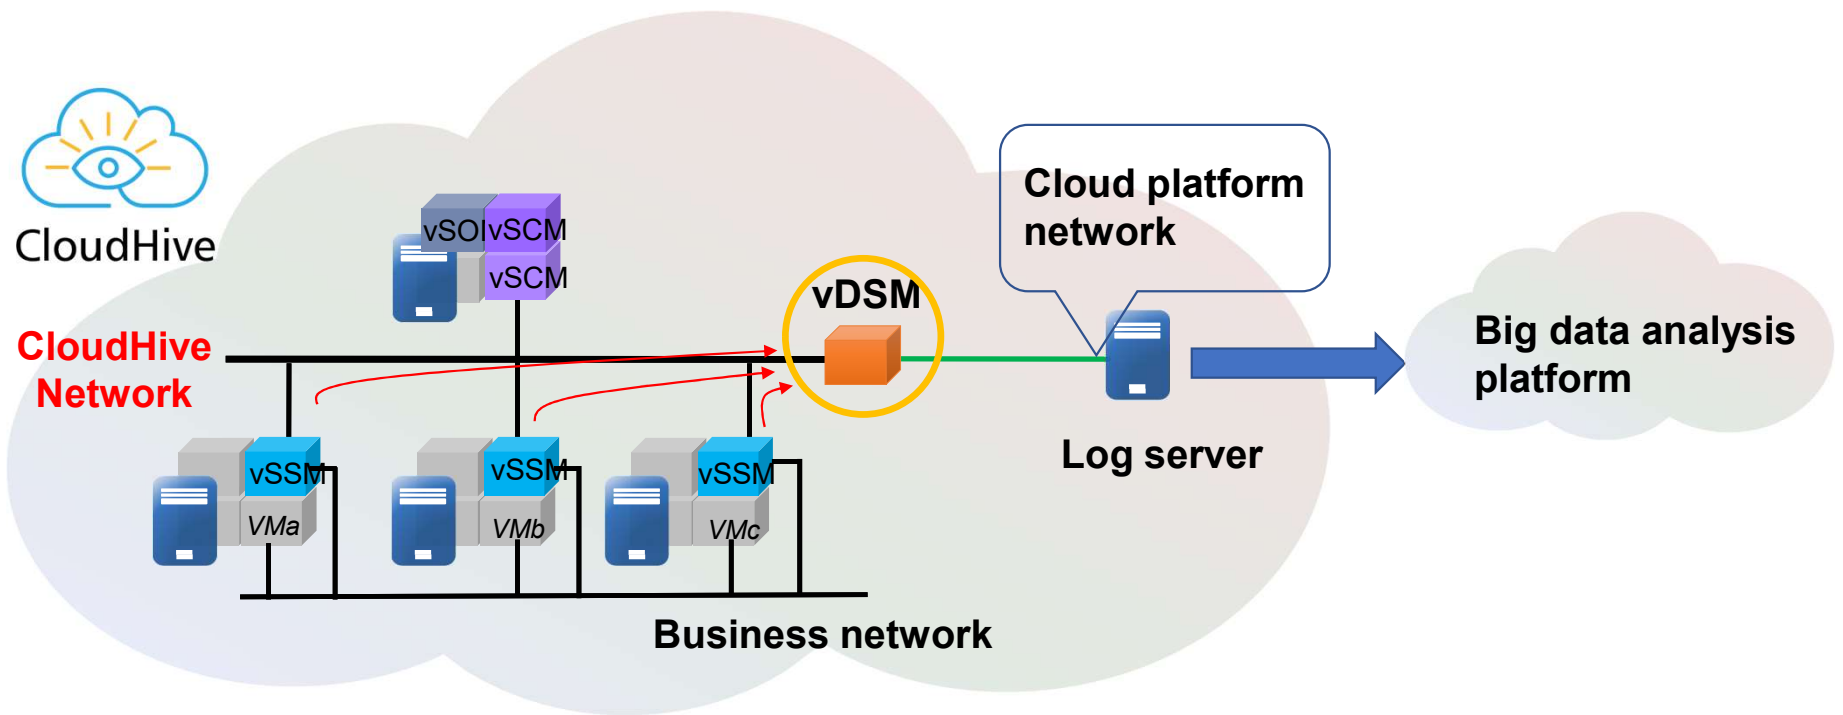 CloudHive
vSOI
vSCM
vSCM
Cloud platform
network
vDSM
CloudHive
Network
Big data analysis
platform
Log server
vSSM
vSSM
vSSM
VMa
VMb
VMc
Business network